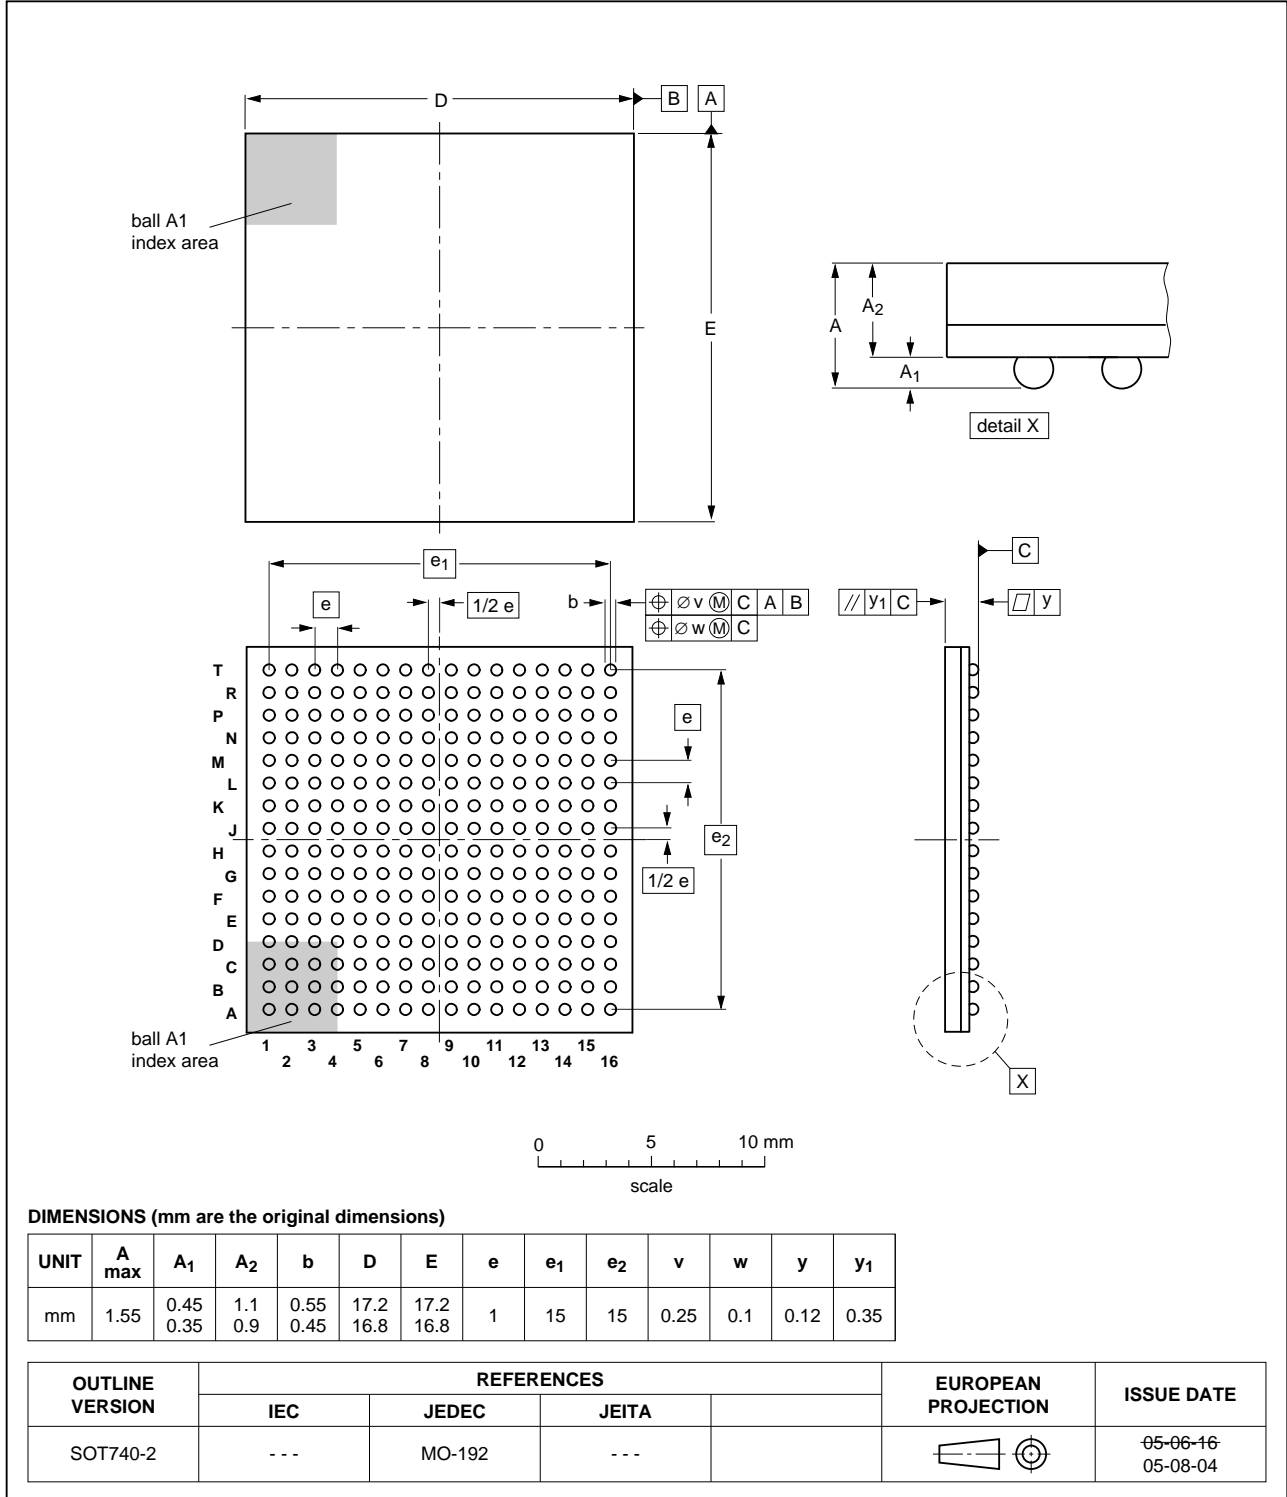 D
B
A
ball A1
index area
E
A
A2
A1
detail X
e1
e
1/2 e
b
⌖ ∅ v Ⓜ C A B
⌖ ∅ w Ⓜ C
// y1 C
C
▱ y
T
R
P
N
M
L
K
J
H
G
F
E
D
C
B
A
e
e2
1/2 e
ball A1
index area
1 3 5 7 9 11 13 15
2 4 6 8 10 12 14 16
X
0 5 10 mm
scale
DIMENSIONS (mm are the original dimensions)
UNIT A max A1 A2 b D E e e1 e2 v w y y1
mm 1.55 0.45 0.35 1.1 0.9 0.55 0.45 17.2 16.8 17.2 16.8 1 15 15 0.25 0.1 0.12 0.35
OUTLINE VERSION REFERENCES EUROPEAN PROJECTION ISSUE DATE
IEC JEDEC JEITA
SOT740-2 - - - MO-192 - - - 05-06-16
05-08-04